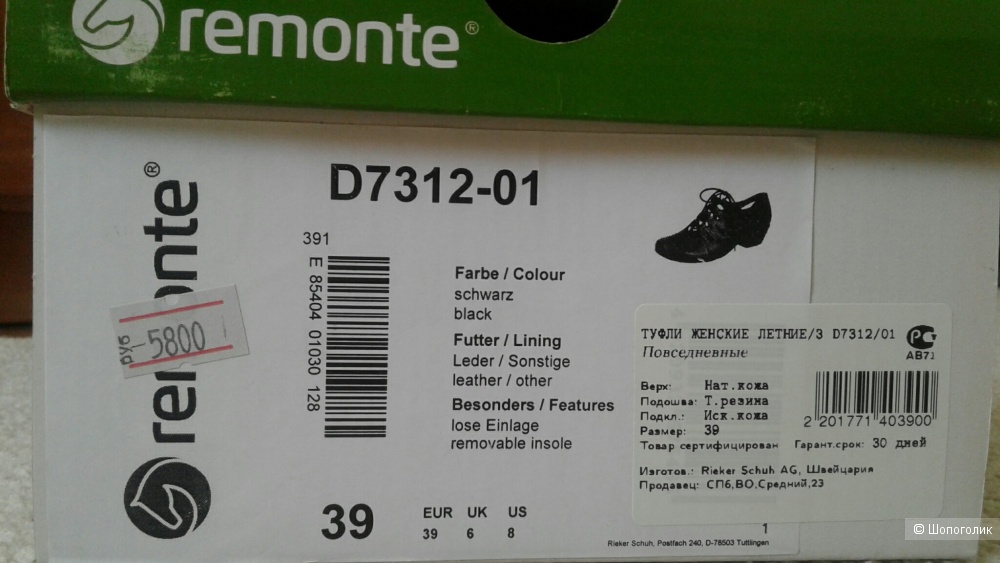 remonte®
remonte®
D7312-01
391
E 85404 01030 128
Farbe / Colour
schwarz
black
Futter / Lining
Leder / Sonstige
leather / other
Besonders / Features
lose Einlage
removable insole
руб
5800
39
EUR UK US
39 6 8
1
Rieker Schuh, Postfach 240, D-78503 Tuttlingen
ТУФЛИ ЖЕНСКИЕ ЛЕТНИЕ/3 D7312/01
Повседневные
РСТ
АВ71
Верх: Нат.кожа
Подошва: Т.резина
Подкл.: Иск.кожа
Размер: 39
2 201771 403900
Товар сертифицирован Гарант.срок: 30 дней
Изготов.: Rieker Schuh AG, Швейцария
Продавец: СПб,ВО,Средний,23
© Шопоголик